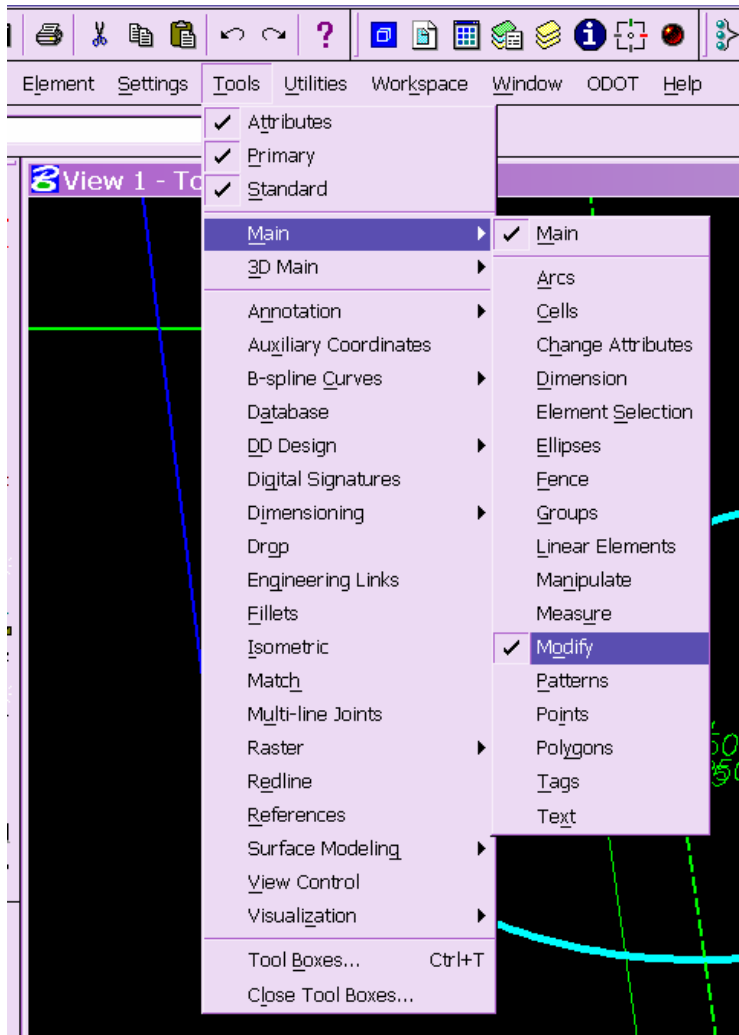 Element Settings Tools Utilities Workspace Window ODOT Help
Attributes
Primary
Standard
View 1 - To
Main
3D Main
Annotation
Auxiliary Coordinates
B-spline Curves
Database
DD Design
Digital Signatures
Dimensioning
Drop
Engineering Links
Fillets
Isometric
Match
Multi-line Joints
Raster
Redline
References
Surface Modeling
View Control
Visualization
Tool Boxes... Ctrl+T
Close Tool Boxes...
Main
Arcs
Cells
Change Attributes
Dimension
Element Selection
Ellipses
Fence
Groups
Linear Elements
Manipulate
Measure
Modify
Patterns
Points
Polygons
Tags
Text